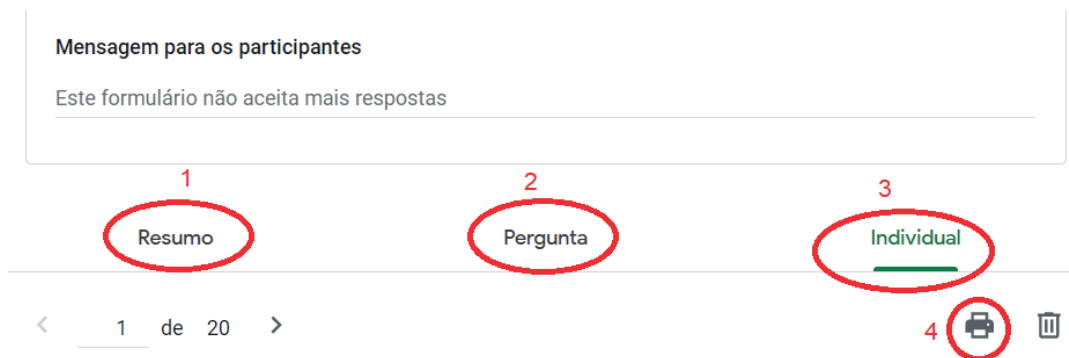 Mensagem para os participantes
Este formulário não aceita mais respostas
1 2 3
Resumo Pergunta Individual
1 de 20 4